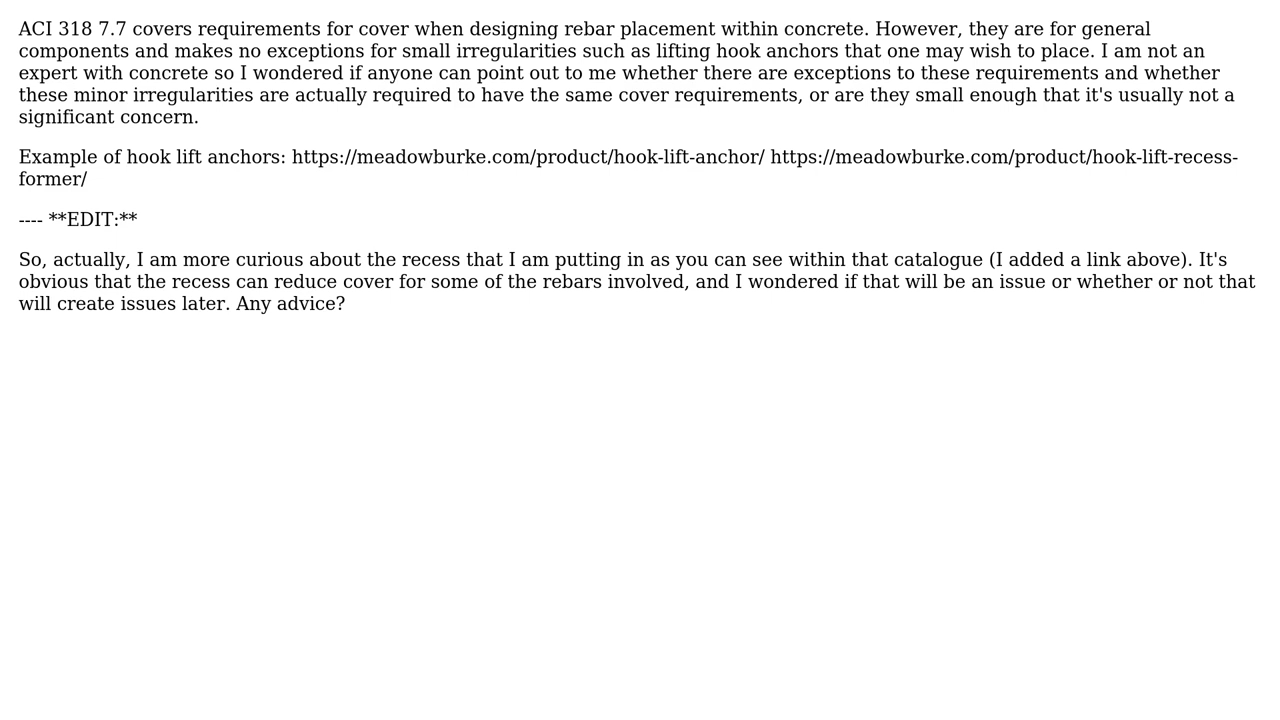 ACI 318 7.7 covers requirements for cover when designing rebar placement within concrete. However, they are for general
components and makes no exceptions for small irregularities such as lifting hook anchors that one may wish to place. I am not an
expert with concrete so I wondered if anyone can point out to me whether there are exceptions to these requirements and whether
these minor irregularities are actually required to have the same cover requirements, or are they small enough that it's usually not a
significant concern.
Example of hook lift anchors: https://meadowburke.com/product/hook-lift-anchor/ https://meadowburke.com/product/hook-lift-recess-
former/
---- **EDIT:**
So, actually, I am more curious about the recess that I am putting in as you can see within that catalogue (I added a link above). It's
obvious that the recess can reduce cover for some of the rebars involved, and I wondered if that will be an issue or whether or not that
will create issues later. Any advice?